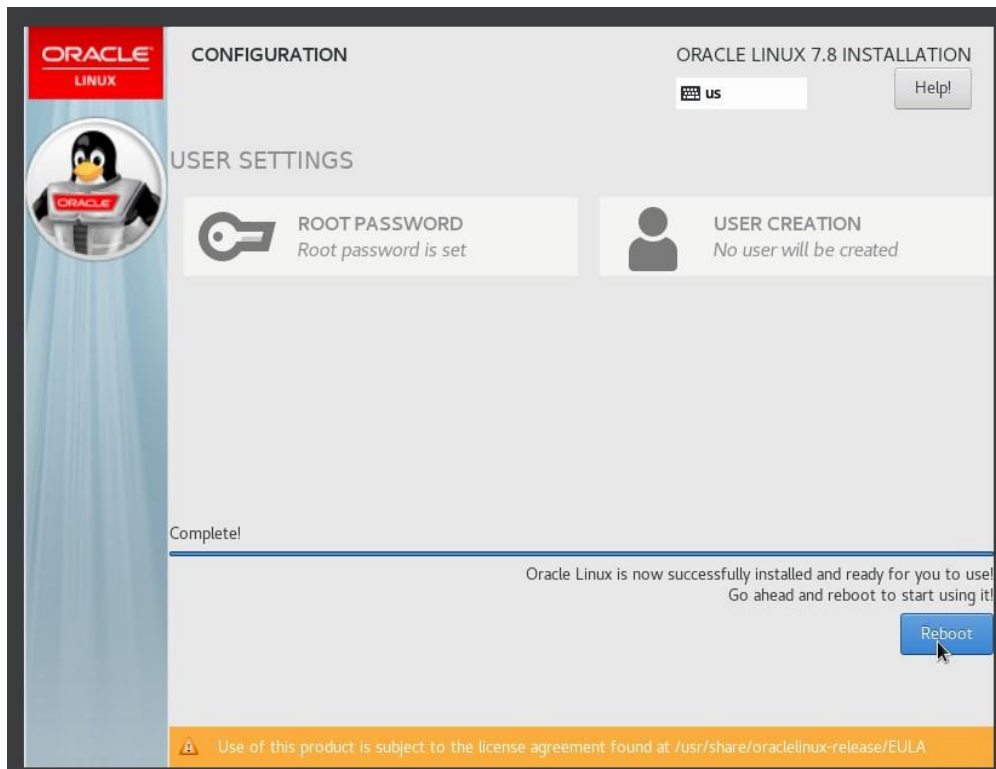 ORACLE
LINUX
CONFIGURATION
ORACLE LINUX 7.8 INSTALLATION
us
Help!
USER SETTINGS
ORACLE
ROOT PASSWORD
Root password is set
USER CREATION
No user will be created
Complete!
Oracle Linux is now successfully installed and ready for you to use!
Go ahead and reboot to start using it!
Reboot
Use of this product is subject to the license agreement found at /usr/share/oraclelinux-release/EULA